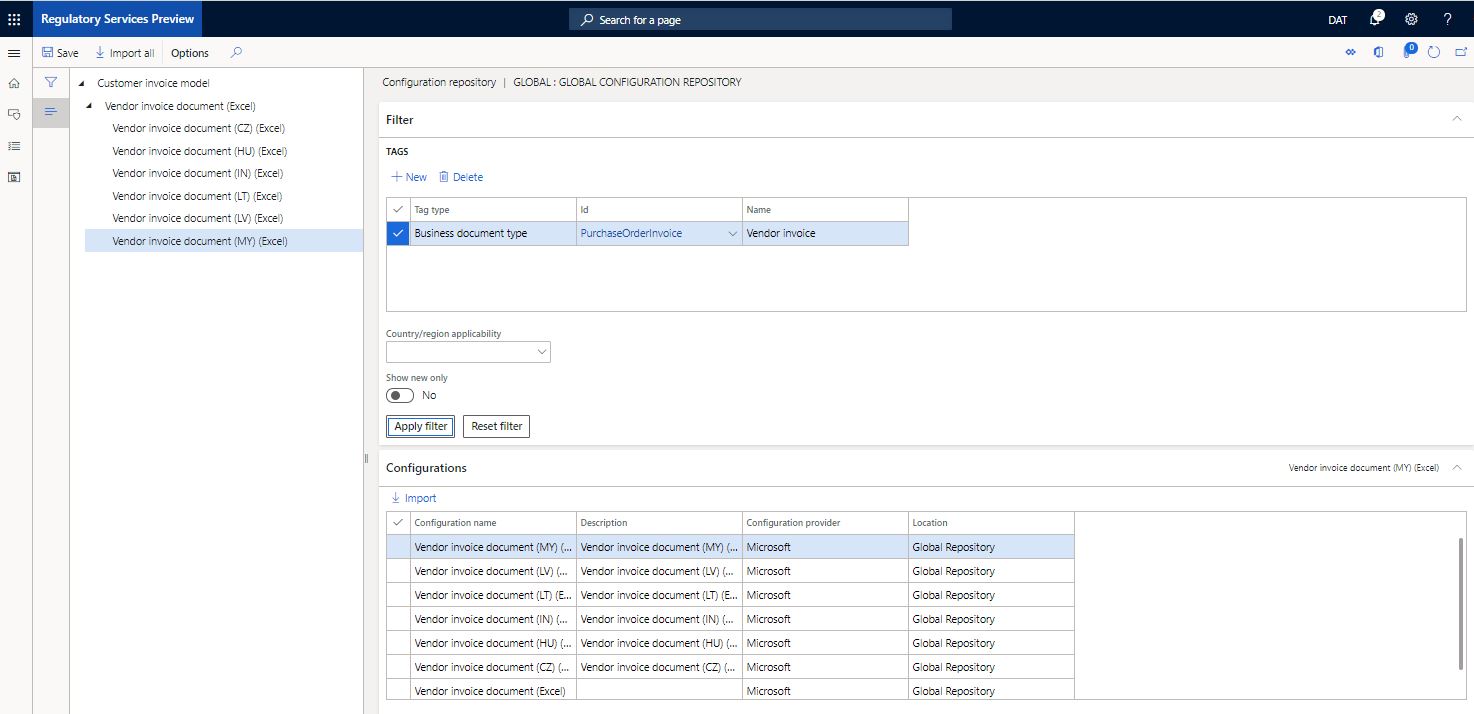 Regulatory Services Preview
Search for a page
DAT
2
?
Save
Import all
Options
0
Customer invoice model
Vendor invoice document (Excel)
Vendor invoice document (CZ) (Excel)
Vendor invoice document (HU) (Excel)
Vendor invoice document (IN) (Excel)
Vendor invoice document (LT) (Excel)
Vendor invoice document (LV) (Excel)
Vendor invoice document (MY) (Excel)
Configuration repository | GLOBAL : GLOBAL CONFIGURATION REPOSITORY
Filter
TAGS
New Delete
Tag type Id Name
Business document type PurchaseOrderInvoice Vendor invoice
Country/region applicability
Show new only
No
Apply filter Reset filter
Configurations Vendor invoice document (MY) (Excel)
Import
Configuration name Description Configuration provider Location
Vendor invoice document (MY) (... Vendor invoice document (MY) (... Microsoft Global Repository
Vendor invoice document (LV) (... Vendor invoice document (LV) (... Microsoft Global Repository
Vendor invoice document (LT) (E... Vendor invoice document (LT) (E... Microsoft Global Repository
Vendor invoice document (IN) (... Vendor invoice document (IN) (... Microsoft Global Repository
Vendor invoice document (HU) (... Vendor invoice document (HU) (... Microsoft Global Repository
Vendor invoice document (CZ) (... Vendor invoice document (CZ) (... Microsoft Global Repository
Vendor invoice document (Excel) Microsoft Global Repository